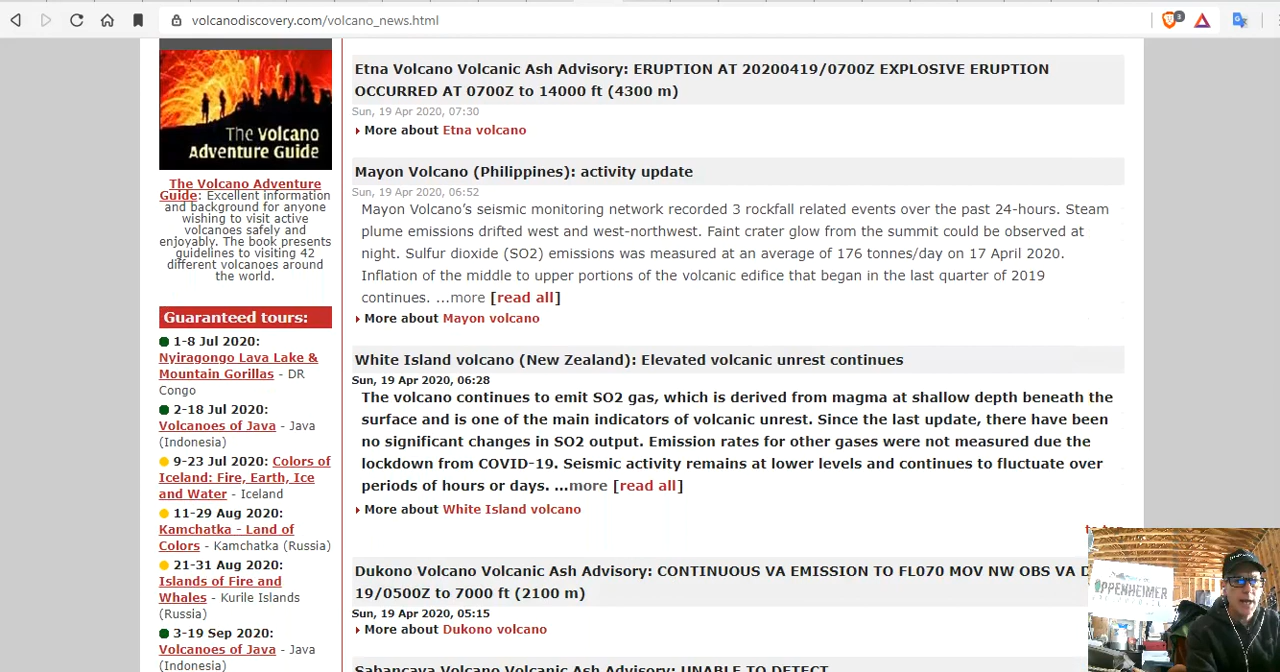 volcanodiscovery.com/volcano_news.html
3
The Volcano
Adventure Guide
The Volcano Adventure
Guide: Excellent information
and background for anyone
wishing to visit active
volcanoes safely and
enjoyably. The book presents
guidelines to visiting 42
different volcanoes around
the world.
Guaranteed tours:
1-8 Jul 2020:
Nyiragongo Lava Lake &
Mountain Gorillas - DR
Congo
2-18 Jul 2020:
Volcanoes of Java - Java
(Indonesia)
9-23 Jul 2020: Colors of
Iceland: Fire, Earth, Ice
and Water - Iceland
11-29 Aug 2020:
Kamchatka - Land of
Colors - Kamchatka (Russia)
21-31 Aug 2020:
Islands of Fire and
Whales - Kurile Islands
(Russia)
3-19 Sep 2020:
Volcanoes of Java - Java
(Indonesia)
Etna Volcano Volcanic Ash Advisory: ERUPTION AT 20200419/0700Z EXPLOSIVE ERUPTION
OCCURRED AT 0700Z to 14000 ft (4300 m)
Sun, 19 Apr 2020, 07:30
More about Etna volcano
Mayon Volcano (Philippines): activity update
Sun, 19 Apr 2020, 06:52
Mayon Volcano’s seismic monitoring network recorded 3 rockfall related events over the past 24-hours. Steam
plume emissions drifted west and west-northwest. Faint crater glow from the summit could be observed at
night. Sulfur dioxide (SO2) emissions was measured at an average of 176 tonnes/day on 17 April 2020.
Inflation of the middle to upper portions of the volcanic edifice that began in the last quarter of 2019
continues. ...more [read all]
More about Mayon volcano
White Island volcano (New Zealand): Elevated volcanic unrest continues
Sun, 19 Apr 2020, 06:28
The volcano continues to emit SO2 gas, which is derived from magma at shallow depth beneath the
surface and is one of the main indicators of volcanic unrest. Since the last update, there have been
no significant changes in SO2 output. Emission rates for other gases were not measured due the
lockdown from COVID-19. Seismic activity remains at lower levels and continues to fluctuate over
periods of hours or days. ...more [read all]
More about White Island volcano
to top
Dukono Volcano Volcanic Ash Advisory: CONTINUOUS VA EMISSION TO FL070 MOV NW OBS VA D
19/0500Z to 7000 ft (2100 m)
Sun, 19 Apr 2020, 05:15
More about Dukono volcano
Sabancaya Volcano Volcanic Ash Advisory: UNABLE TO DETECT
OPPENHEIMER